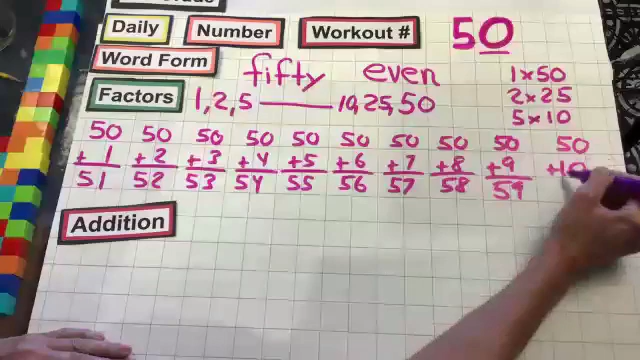 Daily Number Workout # 50
Word Form fifty even
Factors 1, 2, 5 10, 25, 50
1 x 50
2 x 25
5 x 10
50 50 50 50 50 50 50 50 50 50
+ 1 +2 +3 +4 +5 +6 +7 +8 +9 +10
51 52 53 54 55 56 57 58 59
Addition